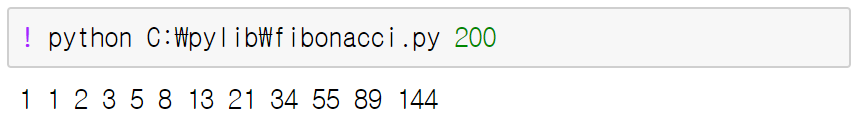 ! python C:₩pylib₩fibonacci.py 200
1 1 2 3 5 8 13 21 34 55 89 144